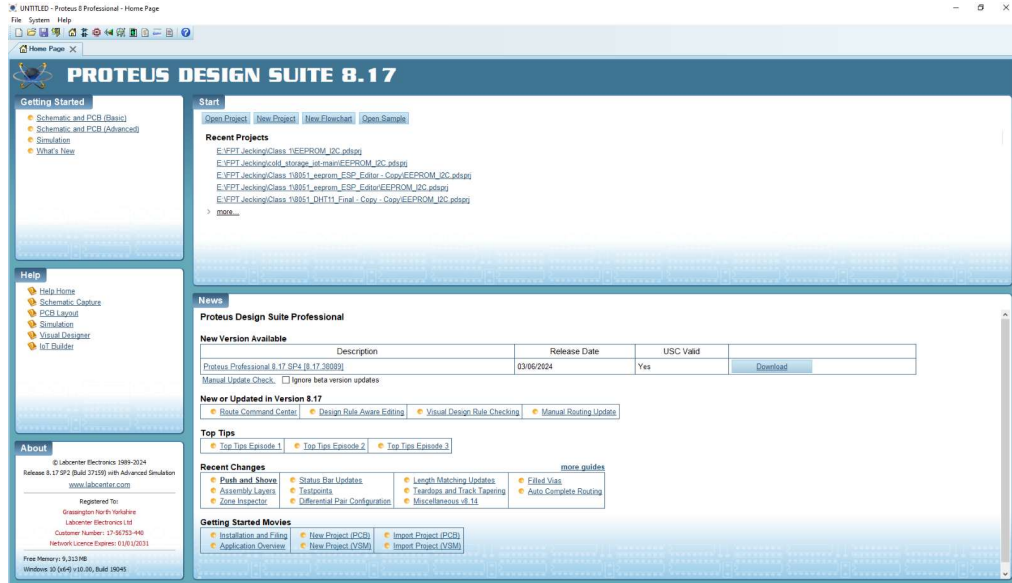 UNTITLED - Proteus 8 Professional - Home Page
File System Help
Home Page
PROTEUS DESIGN SUITE 8.17
Getting Started
Schematic and PCB (Basic)
Schematic and PCB (Advanced)
Simulation
What's New
Start
Open Project New Project New Flowchart Open Sample
Recent Projects
E:\FPT Jecking\Class 1\EEPROM_I2C.pdsprj
E:\FPT Jecking\cold_storage_iot-main\EEPROM_I2C.pdsprj
E:\FPT Jecking\Class 1\8051_eeprom_ESP_Editor - Copy\EEPROM_I2C.pdsprj
E:\FPT Jecking\Class 1\8051_eeprom_ESP_Editor\EEPROM_I2C.pdsprj
E:\FPT Jecking\Class 1\8051_DHT11_Final - Copy - Copy\EEPROM_I2C.pdsprj
more...
Help
Help Home
Schematic Capture
PCB Layout
Simulation
Visual Designer
IoT Builder
News
Proteus Design Suite Professional
New Version Available
Description Release Date USC Valid
Proteus Professional 8.17 SP4 [8.17.38089] 03/06/2024 Yes Download
Manual Update Check. Ignore beta version updates
New or Updated in Version 8.17
Route Command Center Design Rule Aware Editing Visual Design Rule Checking Manual Routing Update
Top Tips
Top Tips Episode 1 Top Tips Episode 2 Top Tips Episode 3
Recent Changes more guides
Push and Shove Status Bar Updates Length Matching Updates Filled Vias
Assembly Layers Testpoints Teardops and Track Tapering Auto Complete Routing
Zone Inspector Differential Pair Configuration Miscellaneous v8.14
Getting Started Movies
Installation and Filing New Project (PCB) Import Project (PCB)
Application Overview New Project (VSM) Import Project (VSM)
About
© Labcenter Electronics 1989-2024
Release 8.17 SP2 (Build 37159) with Advanced Simulation
www.labcenter.com
Registered To:
Grassington North Yorkshire
Labcenter Electronics Ltd
Customer Number: 17-56753-440
Network Licence Expires: 01/01/2031
Free Memory: 9,313 MB
Windows 10 (x64) v10.00, Build 19045